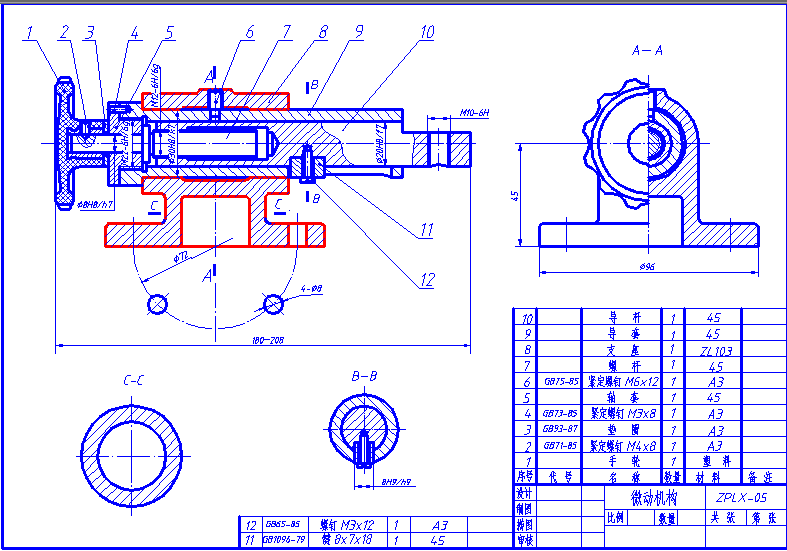 1 2 3 4 5 6 7 8 9 10
A-A
A
B
M12-6H/6g
M22-6H/6g
M10-6H
Φ8H8/h7
B
C C
11
12
Φ72
A
4-Φ8
180-208
45
Φ96
C-C
B-B
8H9/h9
10 导杆 1 45
9 导套 1 45
8 支座 1 ZL103
7 螺杆 1 45
6 GB75-85 紧定螺钉 M6x12 1 A3
5 轴套 1 45
4 GB73-85 紧定螺钉 M3x8 1 A3
3 GB93-87 垫圈 1 A3
2 GB71-85 紧定螺钉 M4x8 1 A3
1 手轮 1 塑料
序号 代号 名称 数量 材料 备注
设计 微动机构 ZPLX-05
制图 比例 数量 共 张 第 张
描图
审核
12 GB65-85 螺钉 M3x12 1 A3
11 GB1096-79 键 8x7x18 1 45